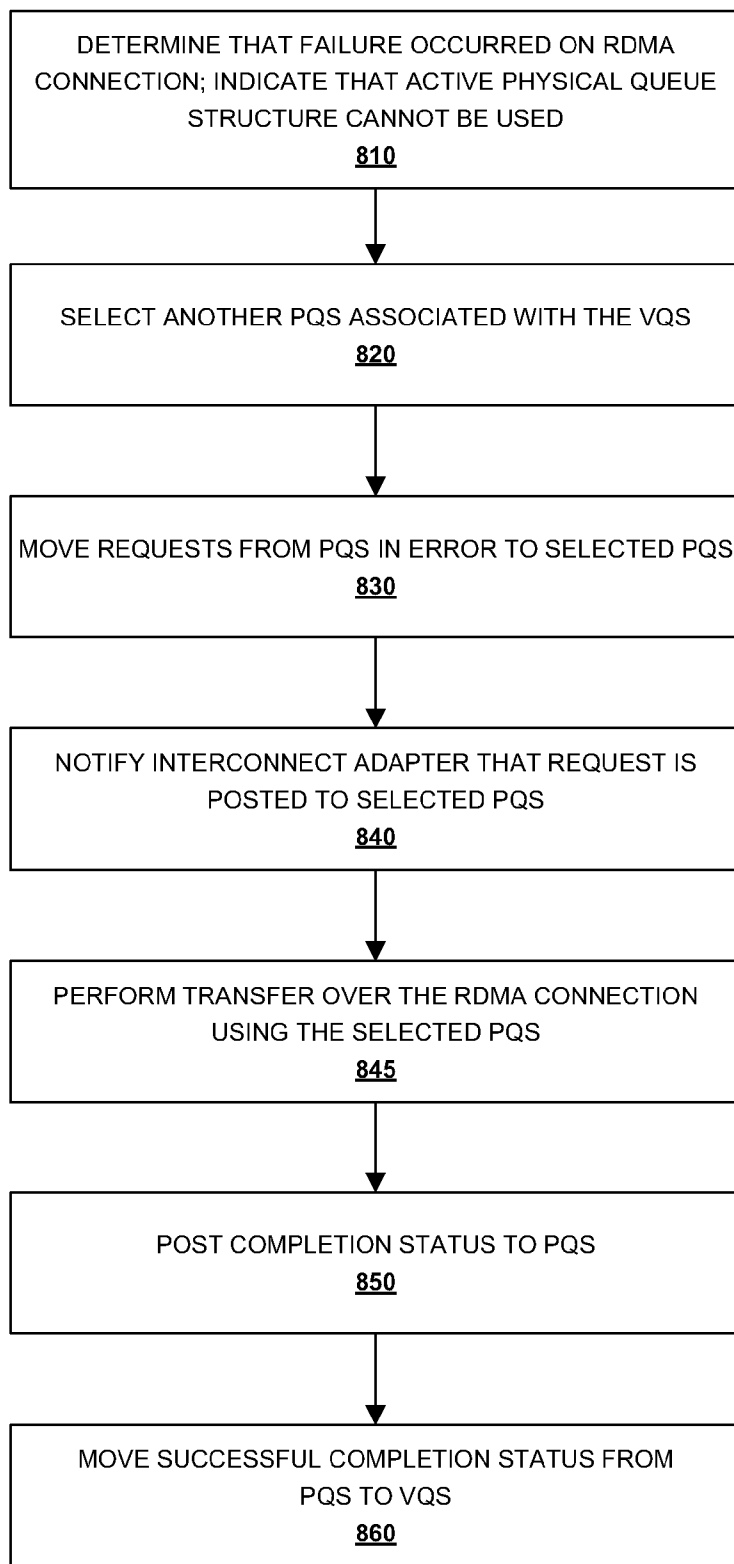 DETERMINE THAT FAILURE OCCURRED ON RDMA
CONNECTION; INDICATE THAT ACTIVE PHYSICAL QUEUE
STRUCTURE CANNOT BE USED
810
SELECT ANOTHER PQS ASSOCIATED WITH THE VQS
820
MOVE REQUESTS FROM PQS IN ERROR TO SELECTED PQS
830
NOTIFY INTERCONNECT ADAPTER THAT REQUEST IS
POSTED TO SELECTED PQS
840
PERFORM TRANSFER OVER THE RDMA CONNECTION
USING THE SELECTED PQS
845
POST COMPLETION STATUS TO PQS
850
MOVE SUCCESSFUL COMPLETION STATUS FROM
PQS TO VQS
860